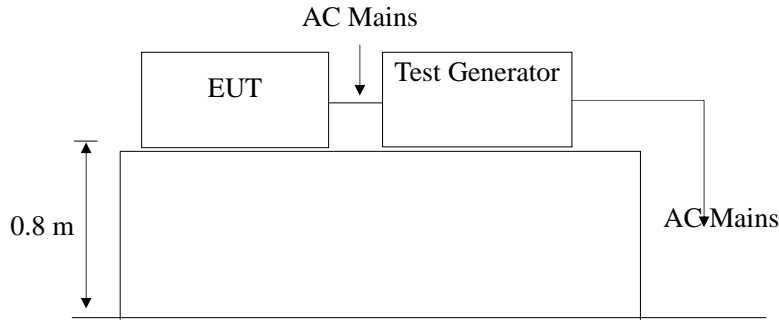 AC Mains
EUT
Test Generator
0.8 m
AC Mains